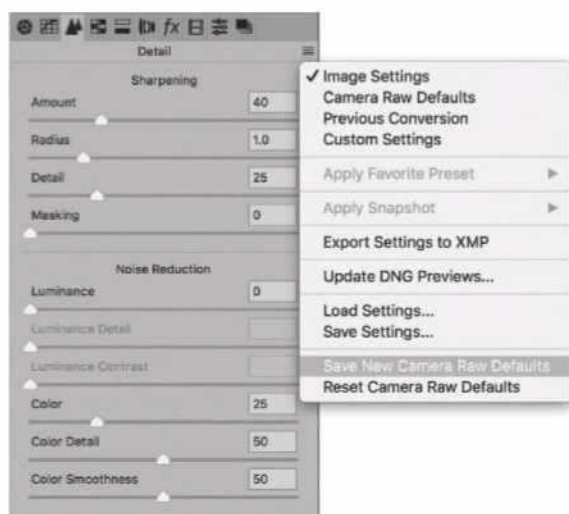 fx
Detail
Sharpening
Amount 40
Radius 1.0
Detail 25
Masking 0
Noise Reduction
Luminance 0
Luminance Detail
Luminance Contrast
Color 25
Color Detail 50
Color Smoothness 50
✓ Image Settings
Camera Raw Defaults
Previous Conversion
Custom Settings
Apply Favorite Preset
Apply Snapshot
Export Settings to XMP
Update DNG Previews...
Load Settings...
Save Settings...
Save New Camera Raw Defaults
Reset Camera Raw Defaults